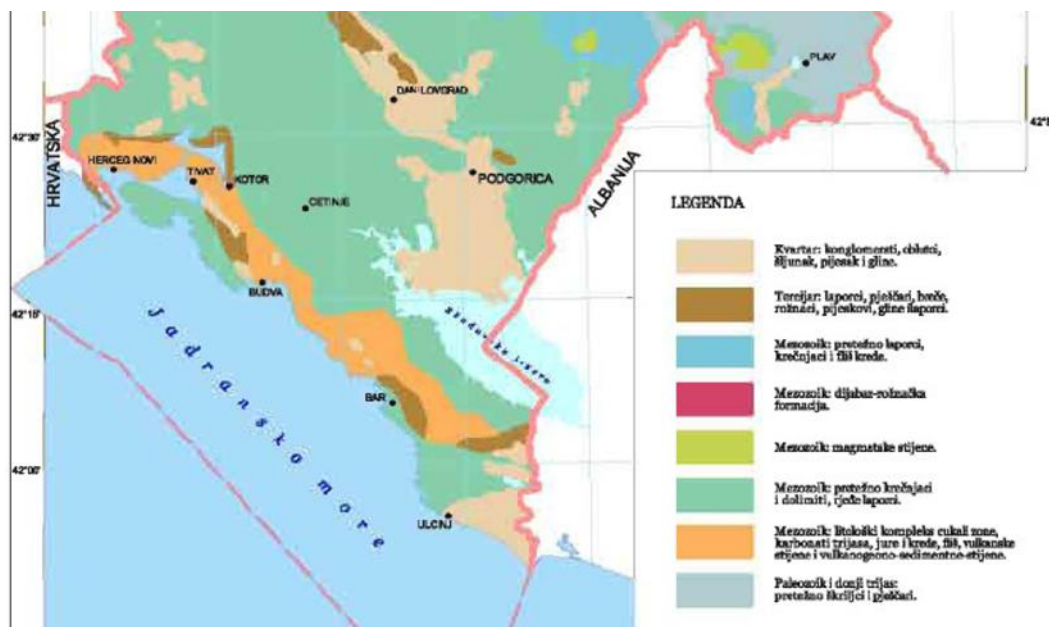 PLAV
DANILOVGRAD
42°30'
HRVATSKA
HERCEG NOVI
TIVAT
KOTOR
PODGORICA
ALBANIJA
CETINJE
BUDVA
42°15'
Jadransko more
Skadarsko jezero
BAR
42°00'
ULCINJ
LEGENDA
Kvartar: konglomerati, obluci,
šljunak, pijesak i gline.
Tercijar: laporci, pješčari, breče,
rožnaci, pijeskovi, gline i laporci.
Mezozoik: pretežno laporci,
krečnjaci i fliš krede.
Mezozoik: dijabaz-rožnačka
formacija.
Mezozoik: magmatske stijene.
Mezozoik: pretežno krečnjaci
i dolimiti, rjeđe laporci.
Mezozoik: litološki kompleks cukali zone,
karbonati trijasa, jure i krede, fliš, vulkanske
stijene i vulkanogeono-sedimentne-stijene.
Paleozoik i donji trijas:
pretežno škriljci i pješčari.